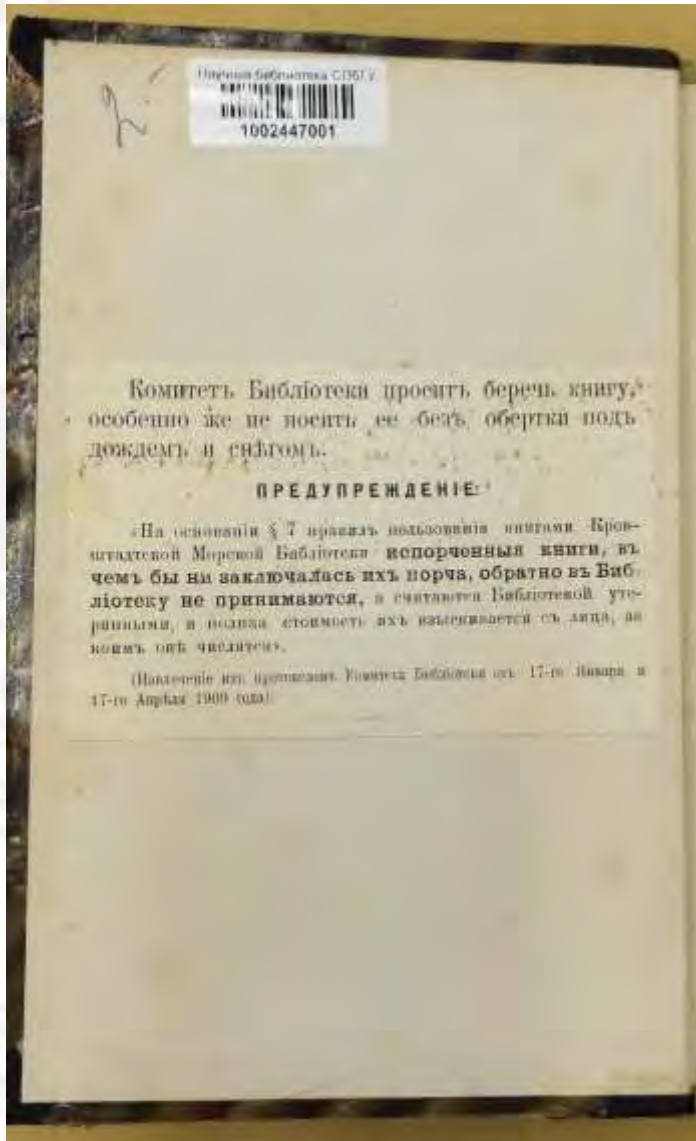 Научная библиотека СПбГУ
1002447001
Комитетъ Библіотеки проситъ беречь книгу,
особенно же не носить ее безъ обертки подъ
дождемъ и снѣгомъ.
ПРЕДУПРЕЖДЕНІЕ:
«На основаніи § 7 правилъ пользованія книгами Крон-
штадтской Морской Библіотеки испорченныя книги, въ
чемъ бы ни заключалась ихъ порча, обратно въ Биб-
ліотеку не принимаются, а считаются Библіотекой уте-
рянными, и полная стоимость ихъ взыскивается съ лица, за
коимъ онѣ числятся».
(Извлеченіе изъ протоколовъ Комитета Библіотеки отъ 17-го Января и
17-го Апрѣля 1909 года)